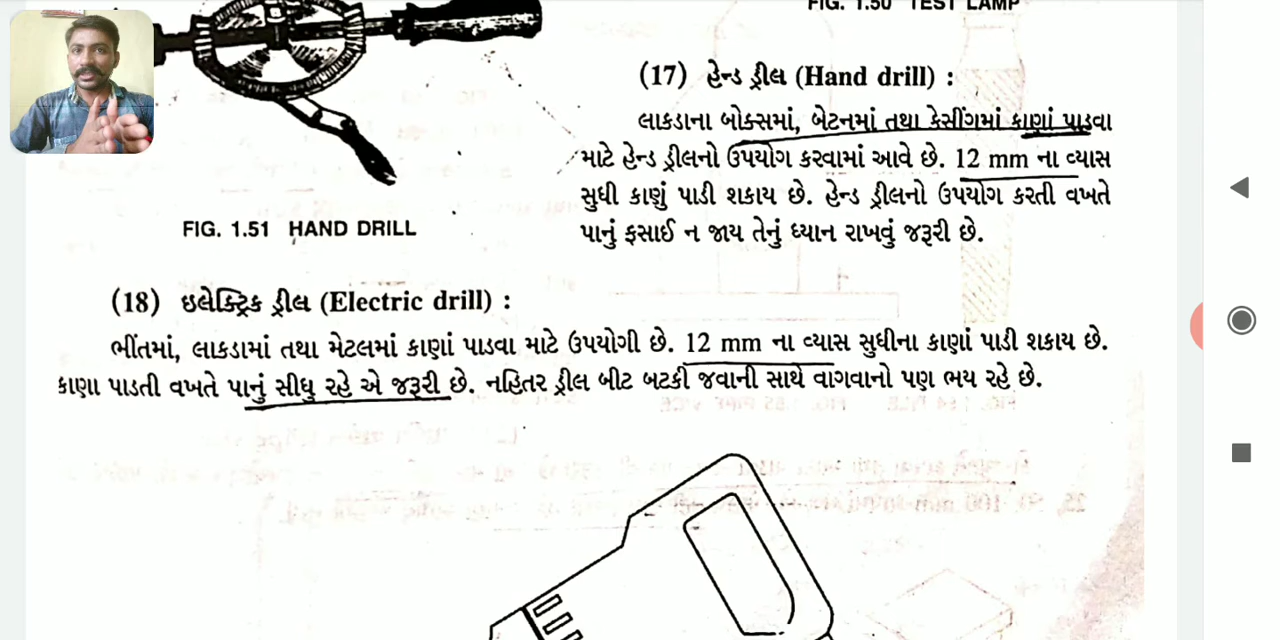 FIG. 1.50 TEST LAMP
(17) હેન્ડ ડ્રીલ (Hand drill) :
લાકડાના બોક્સમાં, બેટનમાં તથા કેસીંગમાં કાણાં પાડવા
માટે હેન્ડ ડ્રીલનો ઉપયોગ કરવામાં આવે છે. 12 mm ના વ્યાસ
સુધી કાણું પાડી શકાય છે. હેન્ડ ડ્રીલનો ઉપયોગ કરતી વખતે
પાનું ફસાઈ ન જાય તેનું ધ્યાન રાખવું જરૂરી છે.
FIG. 1.51 HAND DRILL
(18) ઇલેક્ટ્રિક ડ્રીલ (Electric drill) :
ભીંતમાં, લાકડામાં તથા મેટલમાં કાણાં પાડવા માટે ઉપયોગી છે. 12 mm ના વ્યાસ સુધીના કાણાં પાડી શકાય છે.
કાણા પાડતી વખતે પાનું સીધુ રહે એ જરૂરી છે. નહિતર ડ્રીલ બીટ બટકી જવાની સાથે વાગવાનો પણ ભય રહે છે.